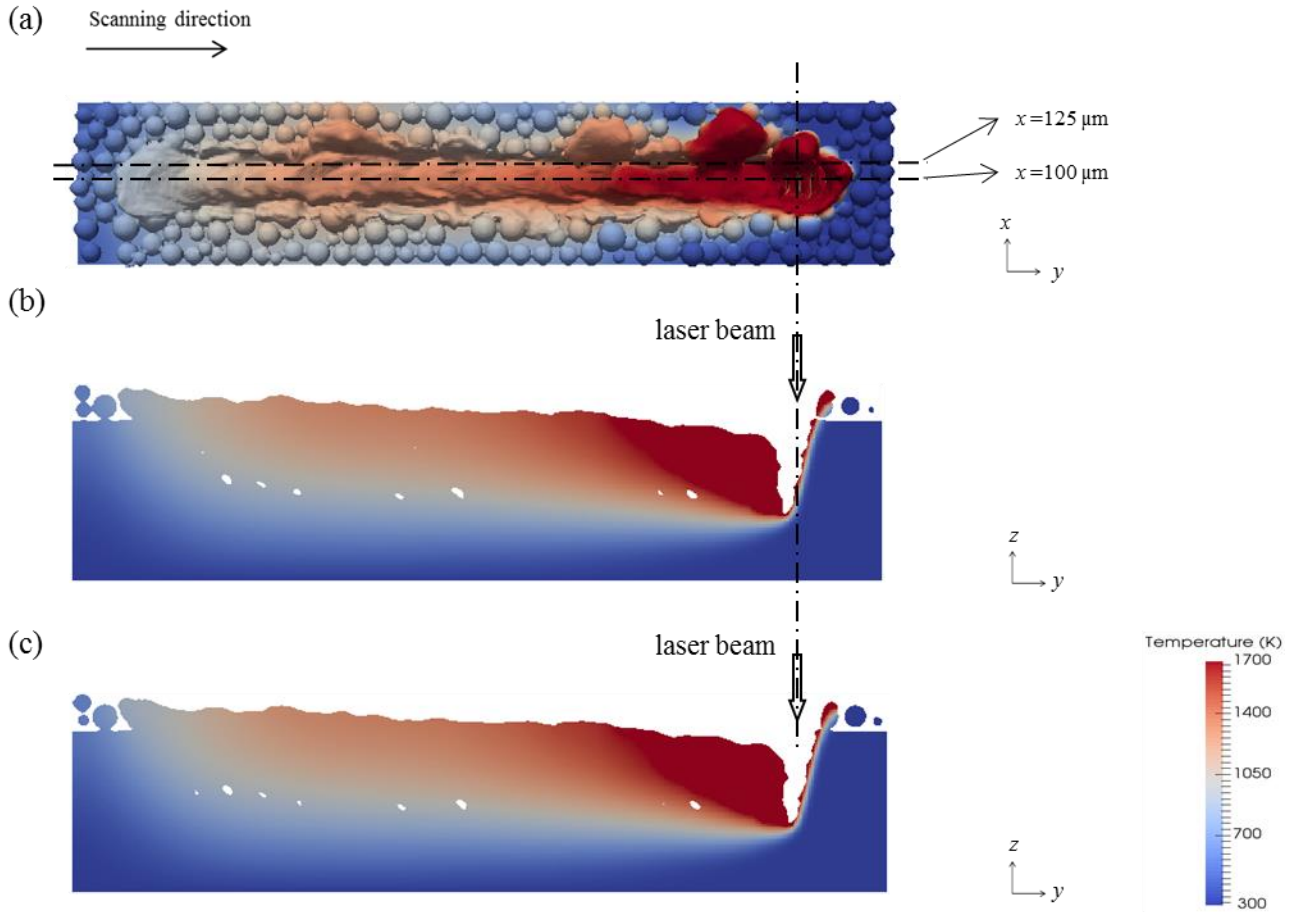 (a)
Scanning direction
x =125 μm
x =100 μm
x
y
(b)
laser beam
z
y
(c)
laser beam
Temperature (K)
1700
1400
1050
700
300
z
y